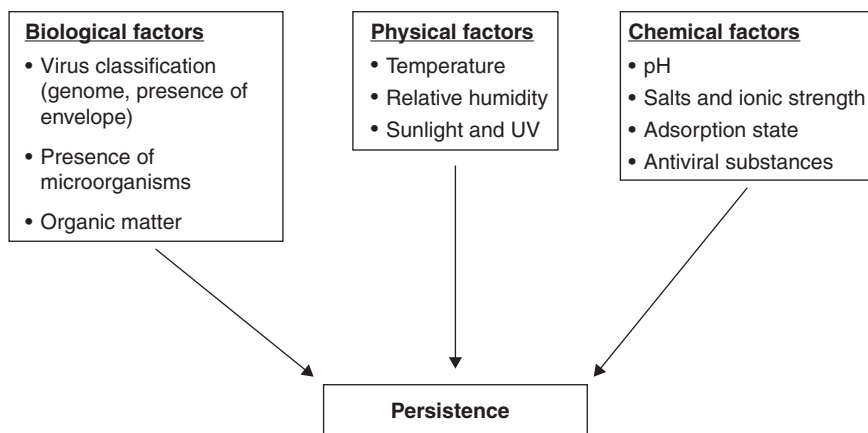 Biological factors
• Virus classification
(genome, presence of
envelope)
• Presence of
microorganisms
• Organic matter
Physical factors
• Temperature
• Relative humidity
• Sunlight and UV
Chemical factors
• pH
• Salts and ionic strength
• Adsorption state
• Antiviral substances
Persistence